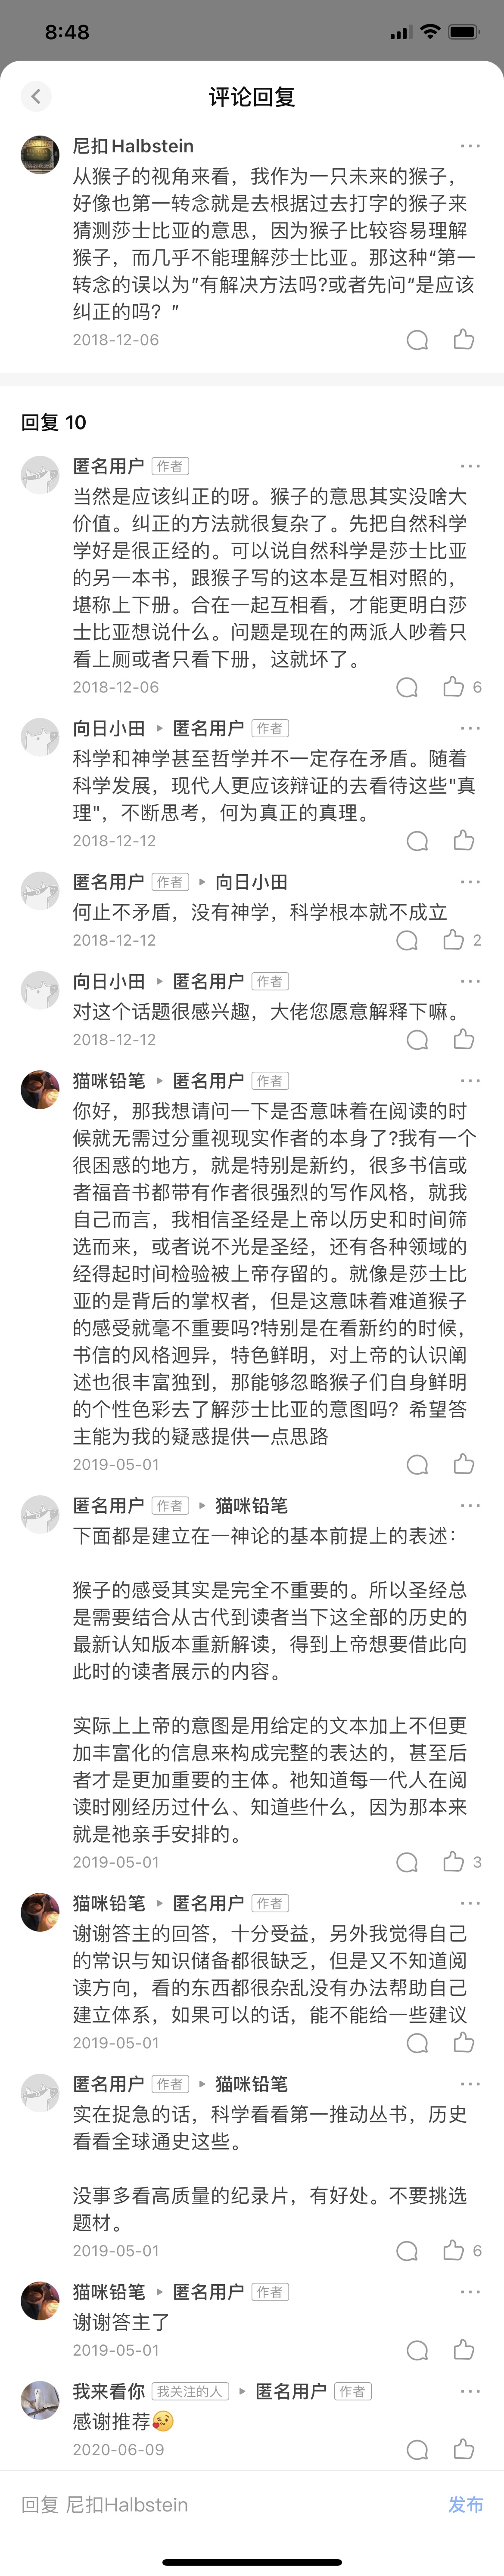 8:48
评论回复
尼扣Halbstein
从猴子的视角来看，我作为一只未来的猴子，
好像也第一转念就是去根据过去打字的猴子来
猜测莎士比亚的意思，因为猴子比较容易理解
猴子，而几乎不能理解莎士比亚。那这种“第一
转念的误以为”有解决方法吗?或者先问“是应该
纠正的吗？”
2018-12-06
回复 10
匿名用户 作者
当然是应该纠正的呀。猴子的意思其实没啥大
价值。纠正的方法就很复杂了。先把自然科学
学好是很正经的。可以说自然科学是莎士比亚
的另一本书，跟猴子写的这本是互相对照的，
堪称上下册。合在一起互相看，才能更明白莎
士比亚想说什么。问题是现在的两派人吵着只
看上厕或者只看下册，这就坏了。
2018-12-06 6
向日小田 匿名用户 作者
科学和神学甚至哲学并不一定存在矛盾。随着
科学发展，现代人更应该辩证的去看待这些"真
理"，不断思考，何为真正的真理。
2018-12-12
匿名用户 作者 向日小田
何止不矛盾，没有神学，科学根本就不成立
2018-12-12 2
向日小田 匿名用户 作者
对这个话题很感兴趣，大佬您愿意解释下嘛。
2018-12-12
猫咪铅笔 匿名用户 作者
你好，那我想请问一下是否意味着在阅读的时
候就无需过分重视现实作者的本身了?我有一个
很困惑的地方，就是特别是新约，很多书信或
者福音书都带有作者很强烈的写作风格，就我
自己而言，我相信圣经是上帝以历史和时间筛
选而来，或者说不光是圣经，还有各种领域的
经得起时间检验被上帝存留的。就像是莎士比
亚的是背后的掌权者，但是这意味着难道猴子
的感受就毫不重要吗?特别是在看新约的时候，
书信的风格迥异，特色鲜明，对上帝的认识阐
述也很丰富独到，那能够忽略猴子们自身鲜明
的个性色彩去了解莎士比亚的意图吗？希望答
主能为我的疑惑提供一点思路
2019-05-01
匿名用户 作者 猫咪铅笔
下面都是建立在一神论的基本前提上的表述：
猴子的感受其实是完全不重要的。所以圣经总
是需要结合从古代到读者当下这全部的历史的
最新认知版本重新解读，得到上帝想要借此向
此时的读者展示的内容。
实际上上帝的意图是用给定的文本加上不但更
加丰富化的信息来构成完整的表达的，甚至后
者才是更加重要的主体。祂知道每一代人在阅
读时刚经历过什么、知道些什么，因为那本来
就是祂亲手安排的。
2019-05-01 3
猫咪铅笔 匿名用户 作者
谢谢答主的回答，十分受益，另外我觉得自己
的常识与知识储备都很缺乏，但是又不知道阅
读方向，看的东西都很杂乱没有办法帮助自己
建立体系，如果可以的话，能不能给一些建议
2019-05-01
匿名用户 作者 猫咪铅笔
实在捉急的话，科学看看第一推动丛书，历史
看看全球通史这些。
没事多看高质量的纪录片，有好处。不要挑选
题材。
2019-05-01 6
猫咪铅笔 匿名用户 作者
谢谢答主了
2019-05-01
我来看你 我关注的人 匿名用户 作者
感谢推荐
2020-06-09
回复 尼扣Halbstein 发布